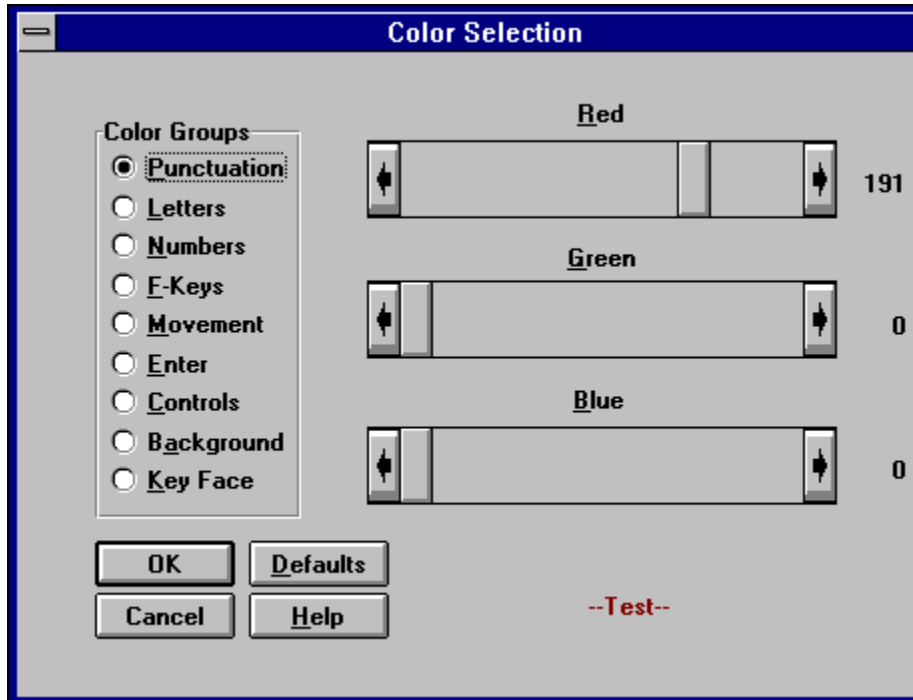 Color Selection
Color Groups
Punctuation
Letters
Numbers
F-Keys
Movement
Enter
Controls
Background
Key Face
Red
191
Green
0
Blue
0
OK
Defaults
Cancel
Help
--Test--